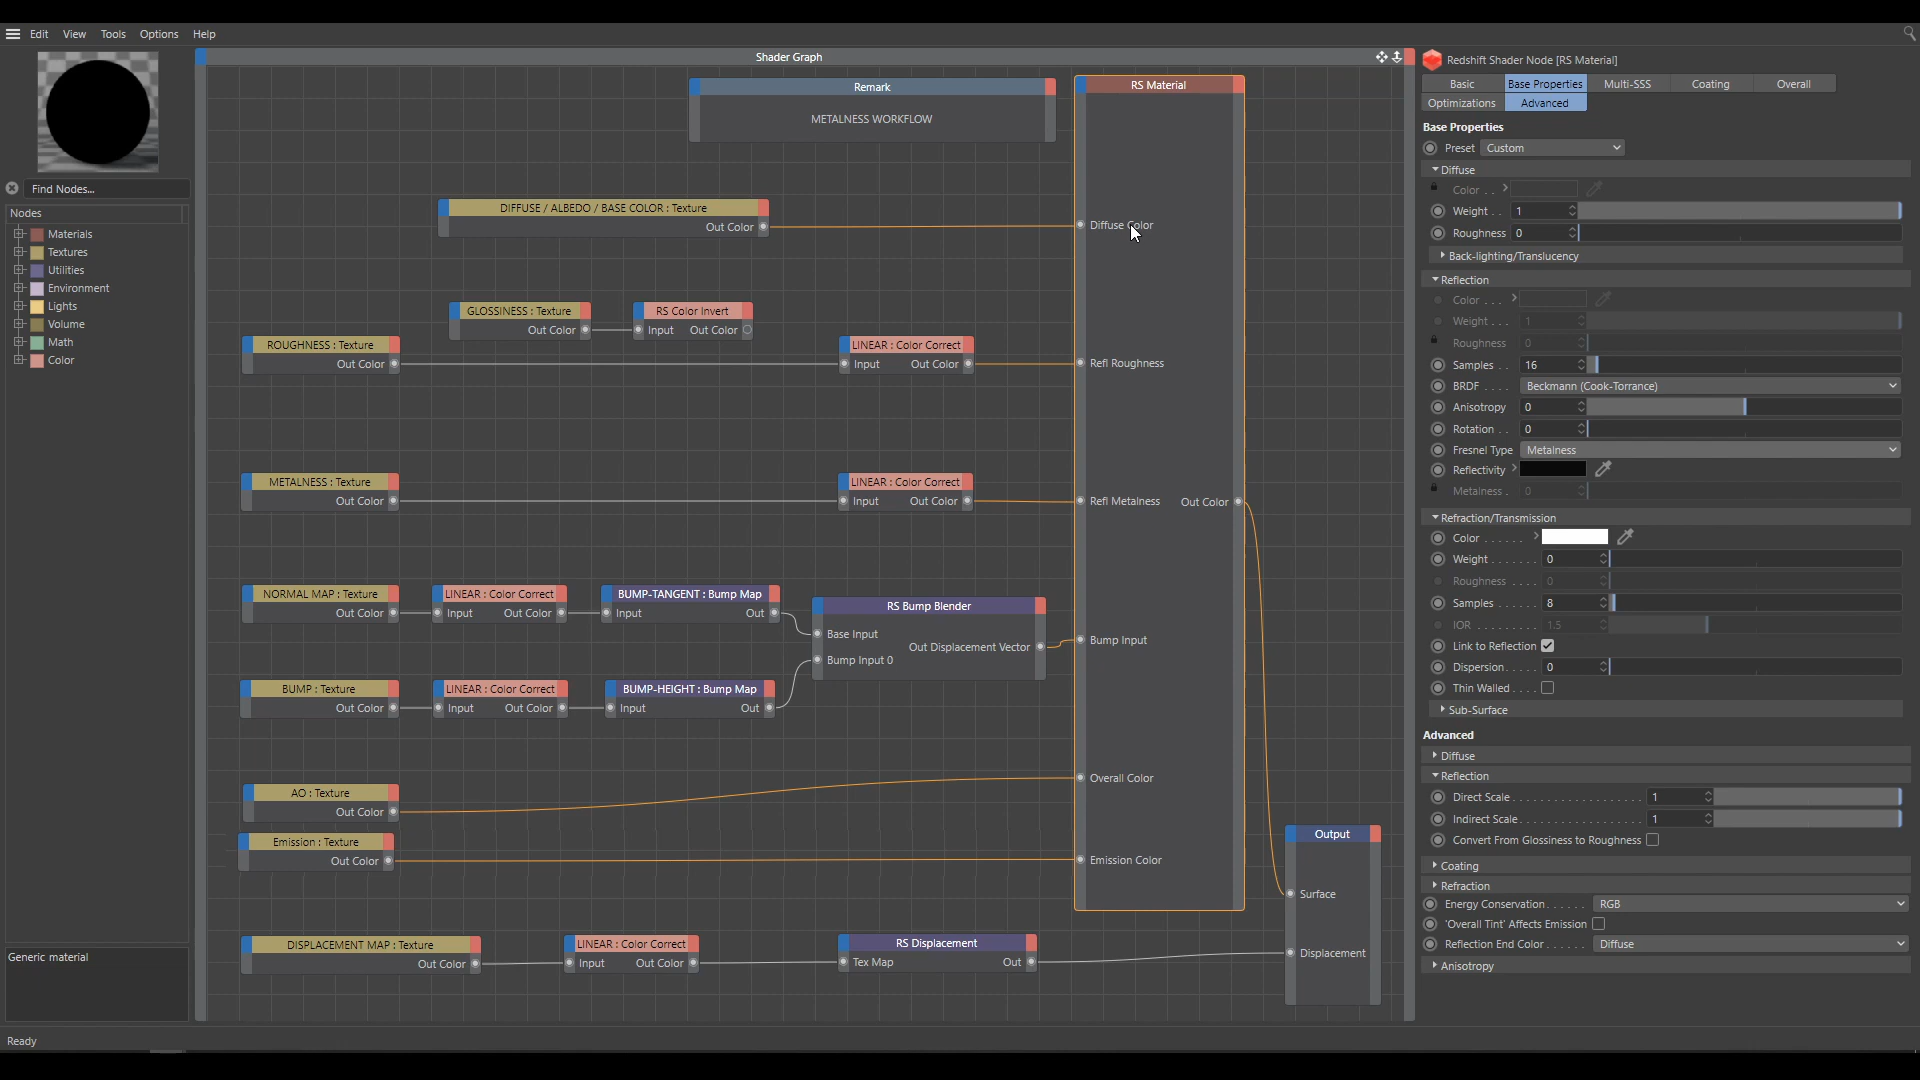 Edit View Tools Options Help
Shader Graph
Find Nodes...
Nodes
Materials
Textures
Utilities
Environment
Lights
Volume
Math
Color
Generic material
Ready
Remark
METALNESS WORKFLOW
DIFFUSE / ALBEDO / BASE COLOR : Texture
Out Color
GLOSSINESS : Texture
Out Color
RS Color Invert
Input Out Color
ROUGHNESS : Texture
Out Color
LINEAR : Color Correct
Input Out Color
METALNESS : Texture
Out Color
LINEAR : Color Correct
Input Out Color
NORMAL MAP : Texture
Out Color
LINEAR : Color Correct
Input Out Color
BUMP-TANGENT : Bump Map
Input Out
RS Bump Blender
Base Input
Out Displacement Vector
Bump Input 0
BUMP : Texture
Out Color
LINEAR : Color Correct
Input Out Color
BUMP-HEIGHT : Bump Map
Input Out
AO : Texture
Out Color
Emission : Texture
Out Color
DISPLACEMENT MAP : Texture
Out Color
LINEAR : Color Correct
Input Out Color
RS Displacement
Tex Map Out
RS Material
Diffuse Color
Refl Roughness
Refl Metalness Out Color
Bump Input
Overall Color
Emission Color
Output
Surface
Displacement
Redshift Shader Node [RS Material]
Basic Base Properties Multi-SSS Coating Overall
Optimizations Advanced
Base Properties
Preset Custom
Diffuse
Color . .
Weight . . 1
Roughness 0
Back-lighting/Translucency
Reflection
Color . . .
Weight . . 1
Roughness 0
Samples . . 16
BRDF . . . . Beckmann (Cook-Torrance)
Anisotropy 0
Rotation . . 0
Fresnel Type Metalness
Reflectivity
Metalness . 0
Refraction/Transmission
Color . . . . . .
Weight . . . . . . 0
Roughness . . . . 0
Samples . . . . . . 8
IOR . . . . . . . . . 1.5
Link to Reflection
Dispersion . . . . . 0
Thin Walled . . . .
Sub-Surface
Advanced
Diffuse
Reflection
Direct Scale . . . . . . . . . . . . . . . . . . . . 1
Indirect Scale . . . . . . . . . . . . . . . . . . . 1
Convert From Glossiness to Roughness
Coating
Refraction
Energy Conservation . . . . . . RGB
'Overall Tint' Affects Emission
Reflection End Color . . . . . . Diffuse
Anisotropy